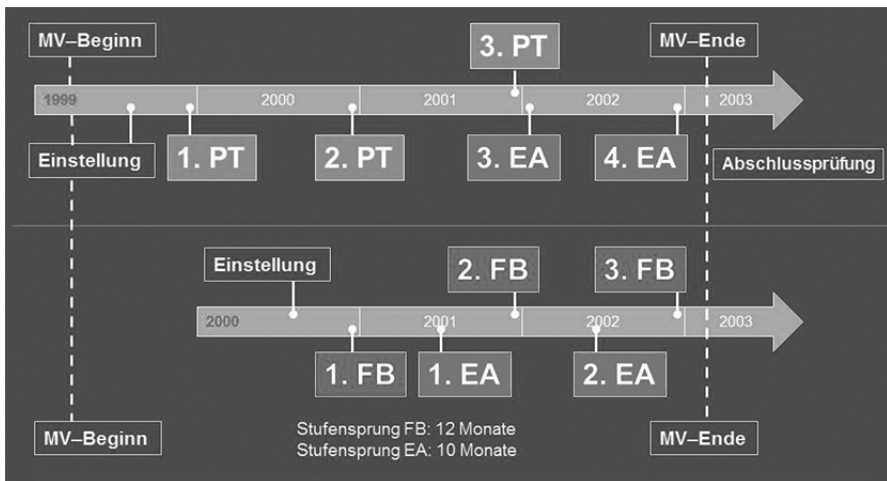 MV–Beginn
3. PT
MV–Ende
1999
2000
2001
2002
2003
Einstellung
1. PT
2. PT
3. EA
4. EA
Abschlussprüfung
Einstellung
2. FB
3. FB
2000
2001
2002
2003
1. FB
1. EA
2. EA
MV–Beginn
Stufensprung FB: 12 Monate
Stufensprung EA: 10 Monate
MV–Ende